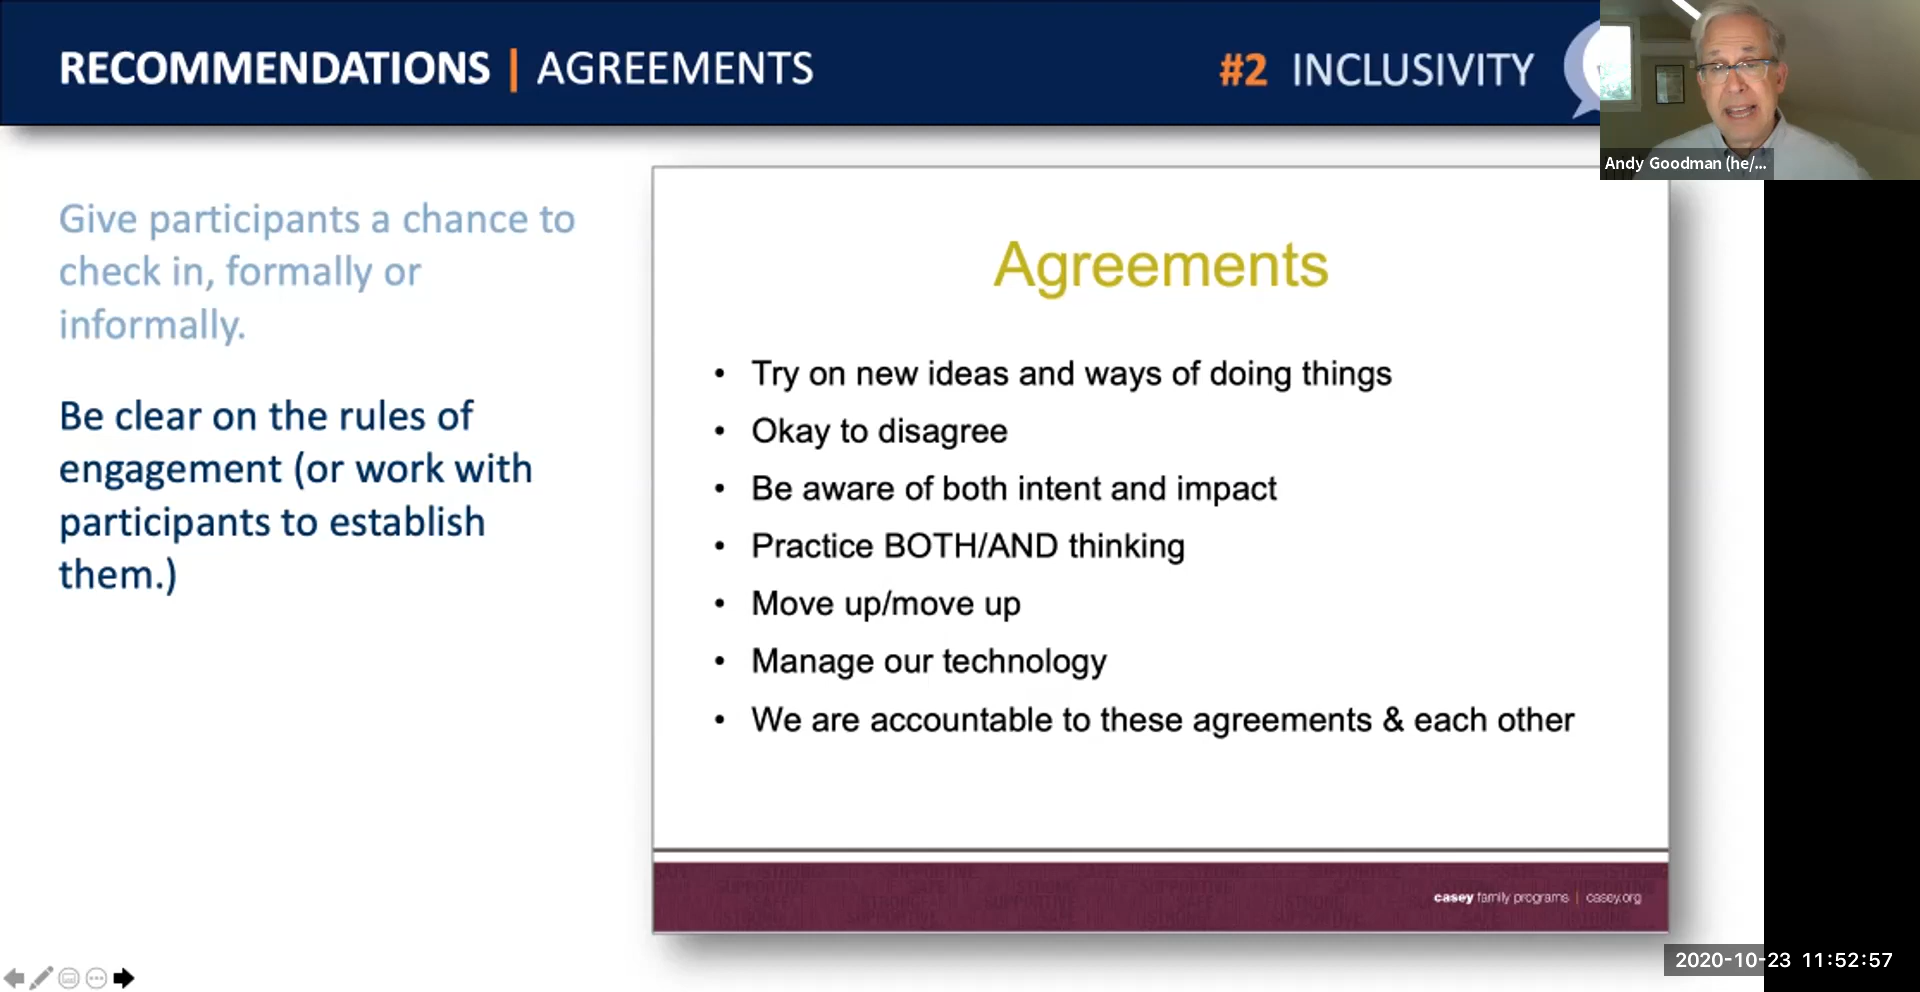 RECOMMENDATIONS | AGREEMENTS
#2 INCLUSIVITY
Andy Goodman (he/...
Give participants a chance to
check in, formally or
informally.
Be clear on the rules of
engagement (or work with
participants to establish
them.)
Agreements
• Try on new ideas and ways of doing things
• Okay to disagree
• Be aware of both intent and impact
• Practice BOTH/AND thinking
• Move up/move up
• Manage our technology
• We are accountable to these agreements & each other
casey family programs | casey.org
2020-10-23 11:52:57